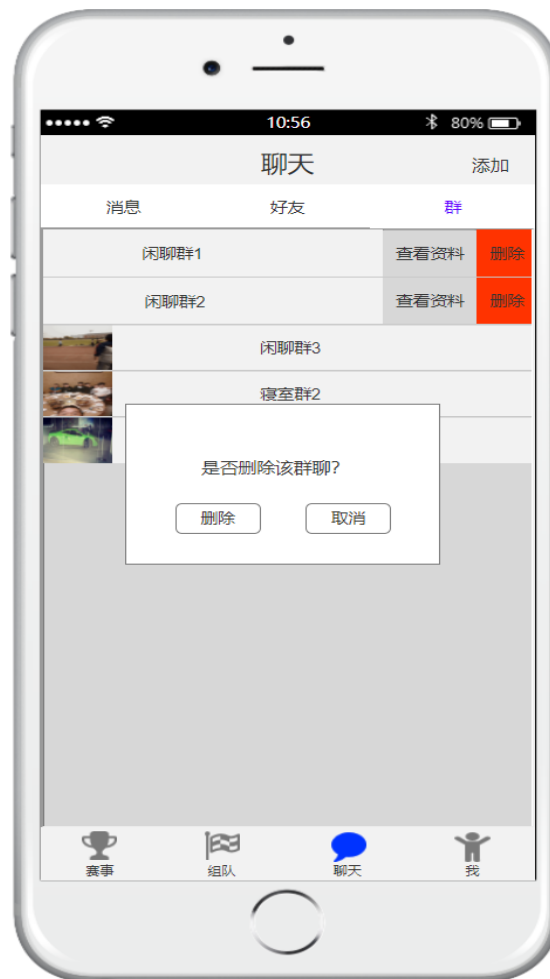 10:56 80%
聊天 添加
消息 好友 群
闲聊群1 查看资料 删除
闲聊群2 查看资料 删除
闲聊群3
寝室群2
是否删除该群聊?
删除 取消
赛事 组队 聊天 我